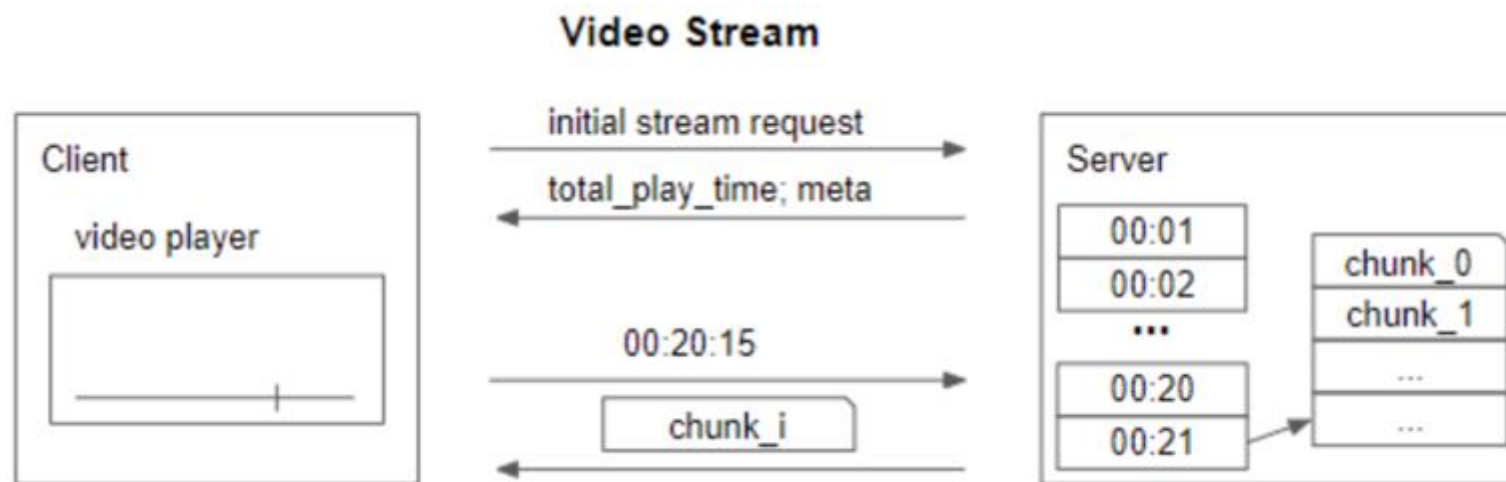 Video Stream
Client
video player
initial stream request
total_play_time; meta
00:20:15
chunk_i
Server
00:01
00:02
...
00:20
00:21
chunk_0
chunk_1
...
...